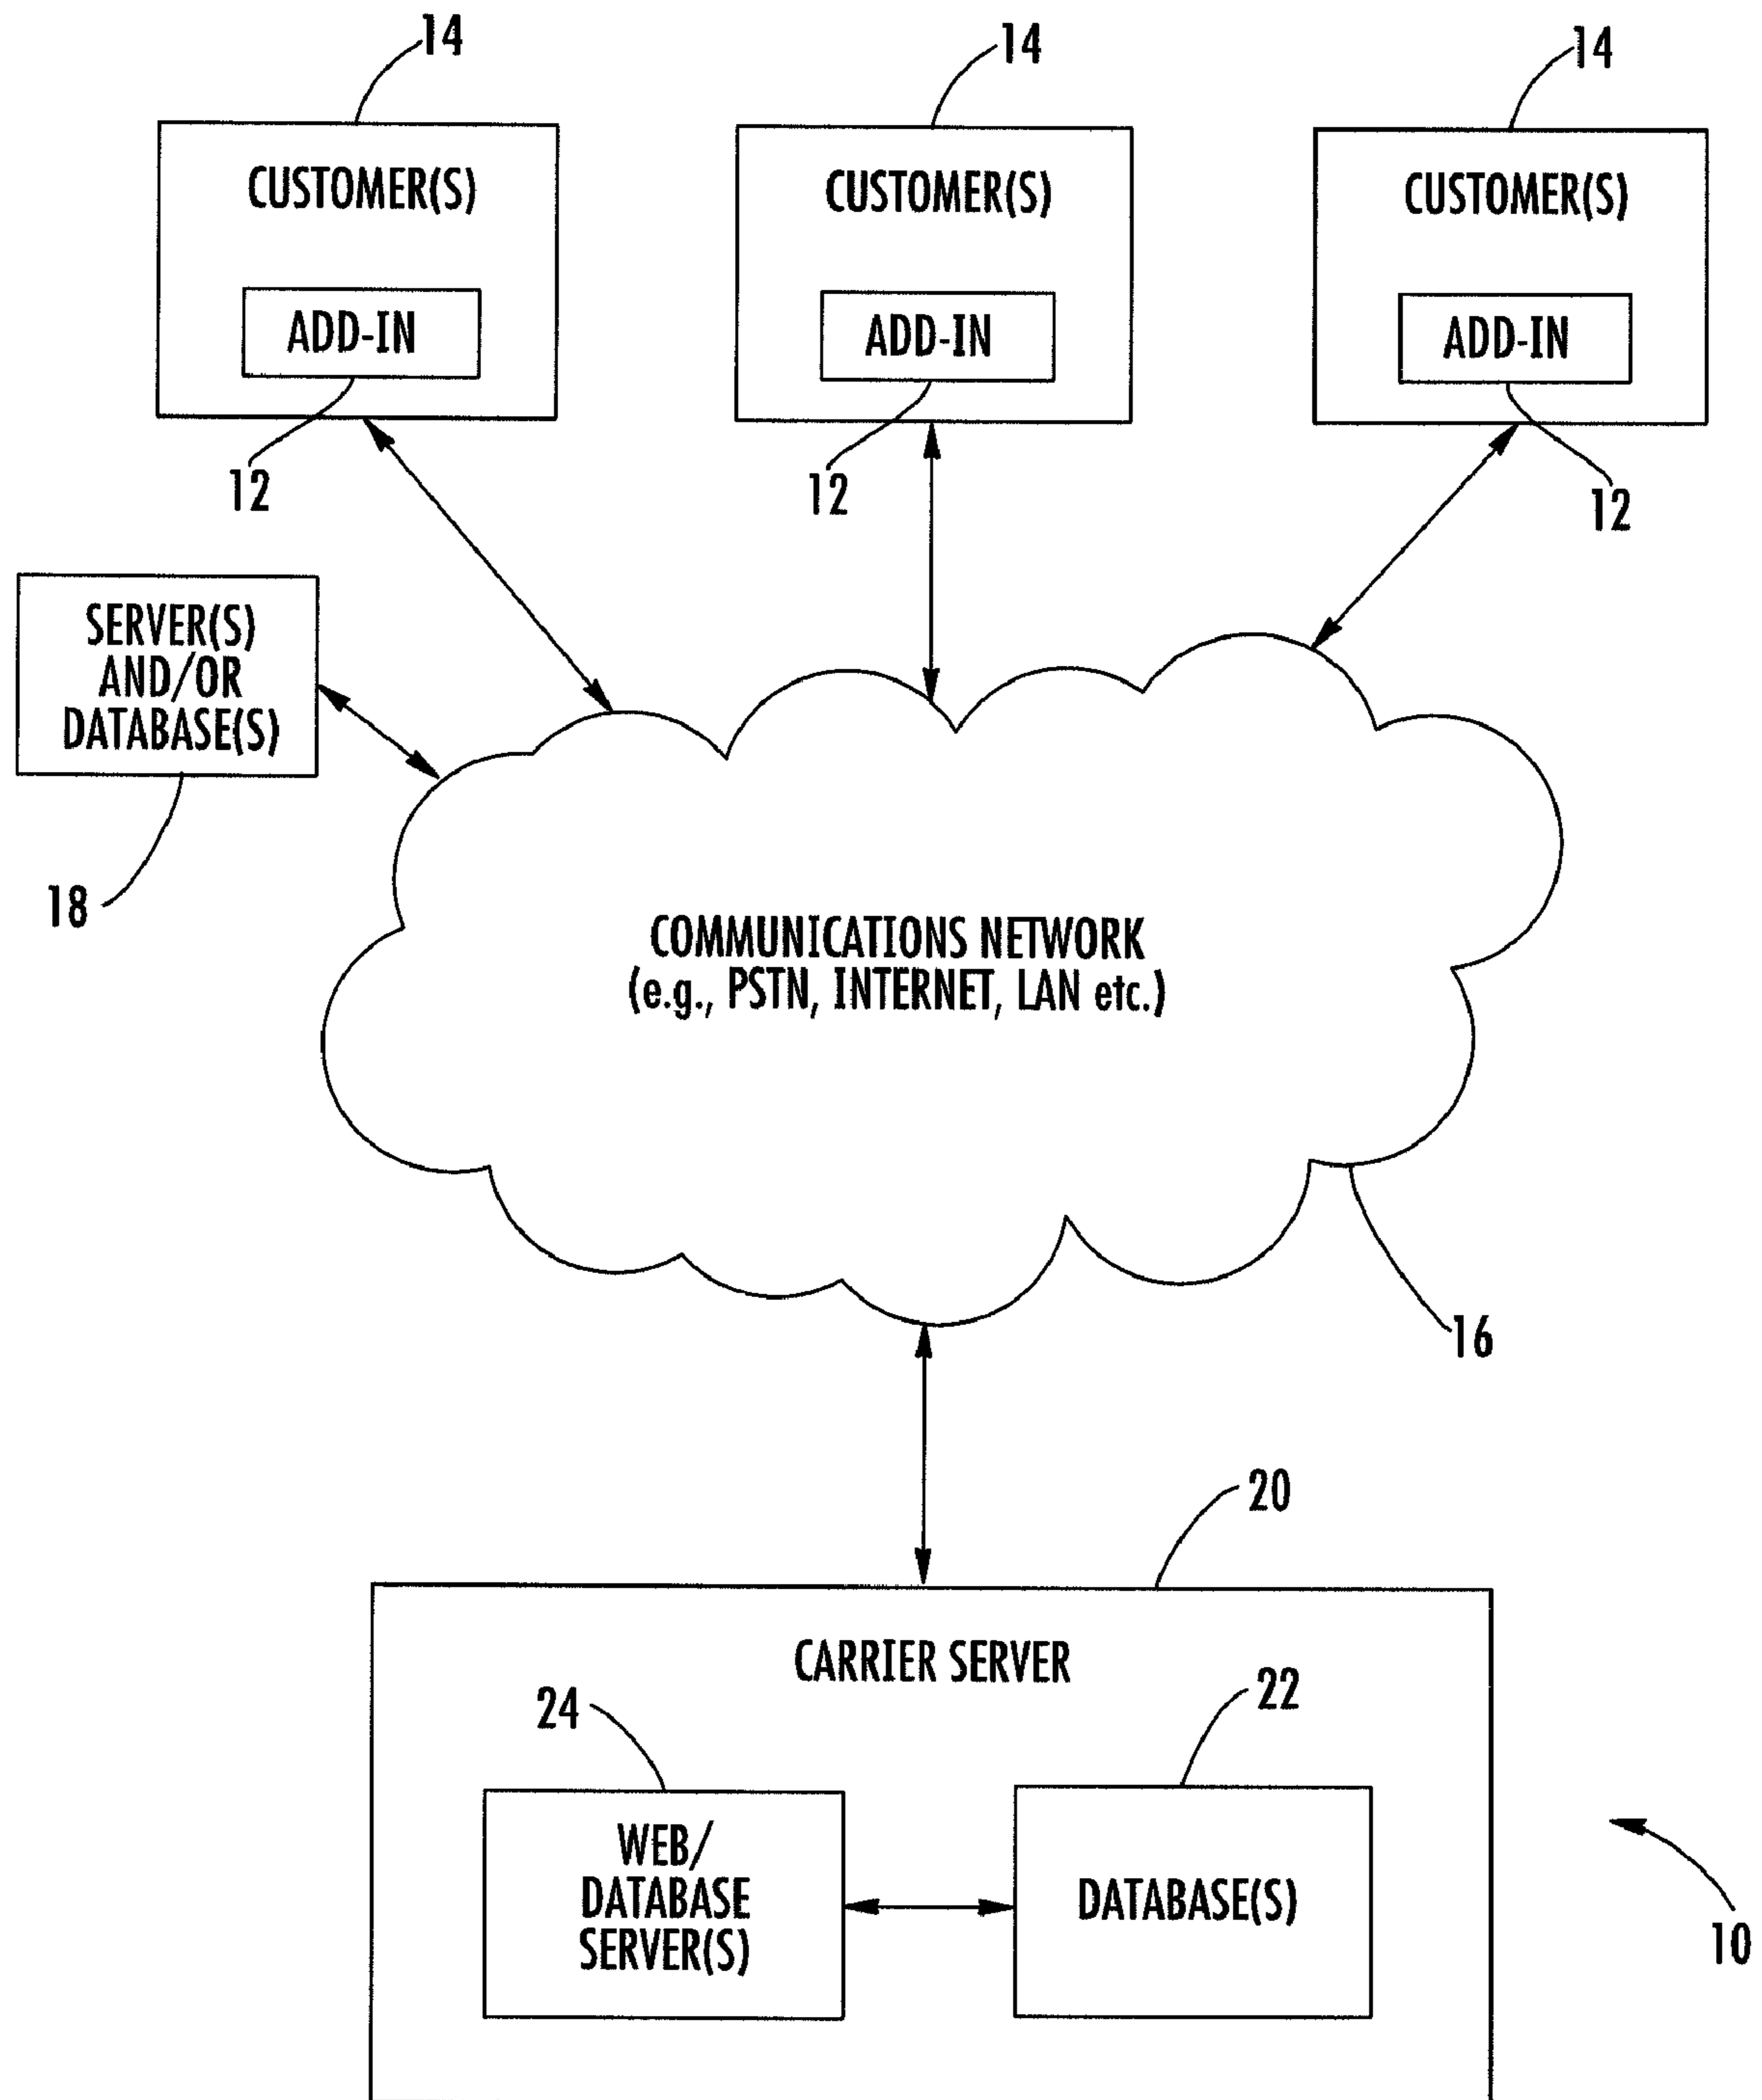 14
14
14
CUSTOMER(S)
CUSTOMER(S)
CUSTOMER(S)
ADD-IN
ADD-IN
ADD-IN
12
12
12
SERVER(S)
AND/OR
DATABASE(S)
18
COMMUNICATIONS NETWORK
(e.g., PSTN, INTERNET, LAN etc.)
16
20
CARRIER SERVER
24
22
WEB/
DATABASE
SERVER(S)
DATABASE(S)
10